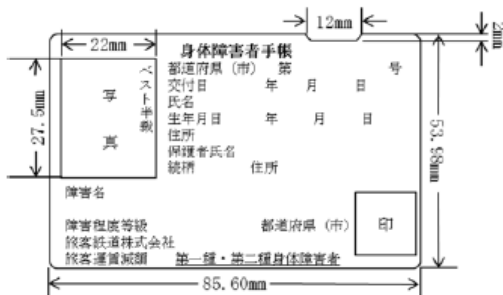 12mm
2mm
22mm
身体障害者手帳
27.5mm
写真
ベスト半截
都道府県（市）　第　　号
交付日　　年　　月　　日
氏名
生年月日　　年　　月　　日
住所
保護者氏名
続柄　　住所
53.98mm
障害名
障害程度等級　　都道府県（市）　印
旅客鉄道株式会社
旅客運賃減額　第一種・第二種身体障害者
85.60mm